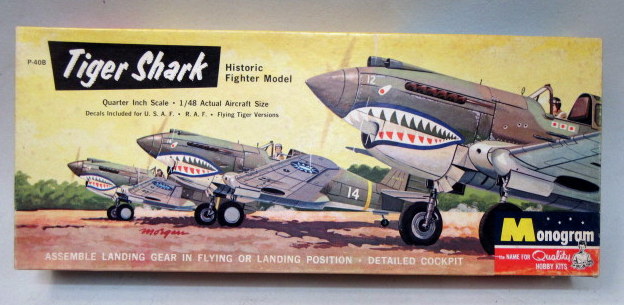 P-40B
Tiger Shark
Historic
Fighter Model
Quarter Inch Scale • 1/48 Actual Aircraft Size
Decals Included for U. S. A. F. • R. A. F. • Flying Tiger Versions
12
14
morgan
Monogram
the NAME FOR Quality
HOBBY KITS
ASSEMBLE LANDING GEAR IN FLYING OR LANDING POSITION • DETAILED COCKPIT